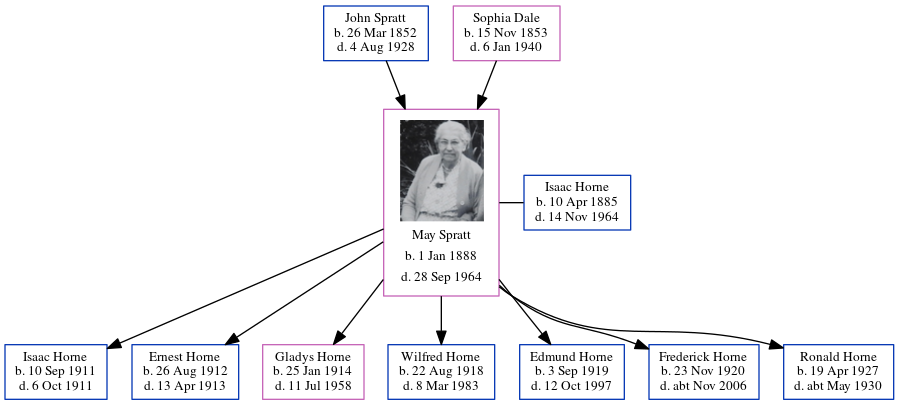 John Spratt
b. 26 Mar 1852
d. 4 Aug 1928
Sophia Dale
b. 15 Nov 1853
d. 6 Jan 1940
May Spratt
b. 1 Jan 1888
d. 28 Sep 1964
Isaac Horne
b. 10 Apr 1885
d. 14 Nov 1964
Isaac Horne
b. 10 Sep 1911
d. 6 Oct 1911
Ernest Horne
b. 26 Aug 1912
d. 13 Apr 1913
Gladys Horne
b. 25 Jan 1914
d. 11 Jul 1958
Wilfred Horne
b. 22 Aug 1918
d. 8 Mar 1983
Edmund Horne
b. 3 Sep 1919
d. 12 Oct 1997
Frederick Horne
b. 23 Nov 1920
d. abt Nov 2006
Ronald Horne
b. 19 Apr 1927
d. abt May 1930